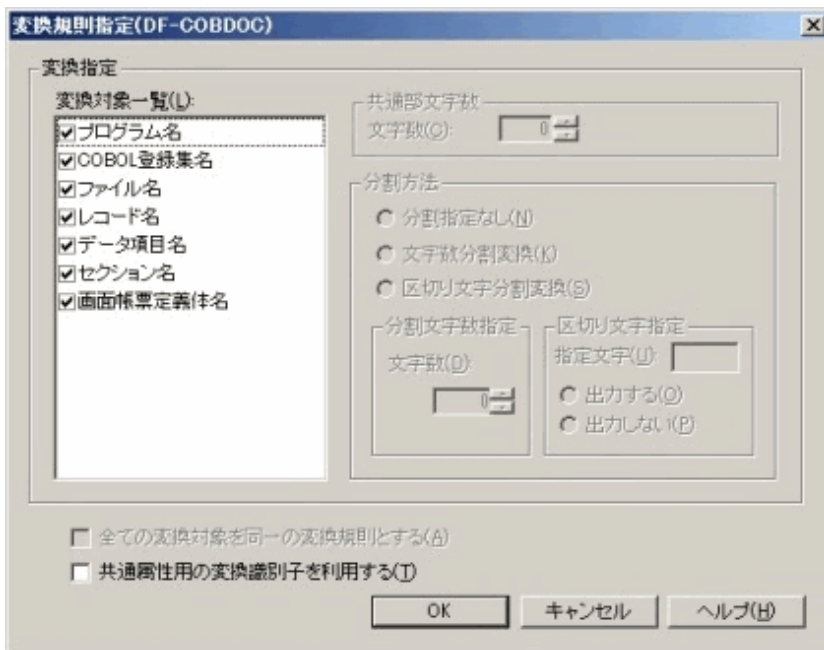 変換規則指定(DF-COBDOC)
変換指定
変換対象一覧(L):
プログラム名
COBOL登録集名
ファイル名
レコード名
データ項目名
セクション名
画面帳票定義体名
共通部文字数
文字数(C):
0
分割方法
分割指定なし(N)
文字数分割変換(K)
区切り文字分割変換(S)
分割文字数指定
文字数(D):
0
区切り文字指定
指定文字(U):
出力する(O)
出力しない(P)
全ての変換対象を同一の変換規則とする(A)
共通属性用の変換識別子を利用する(T)
OK
キャンセル
ヘルプ(H)